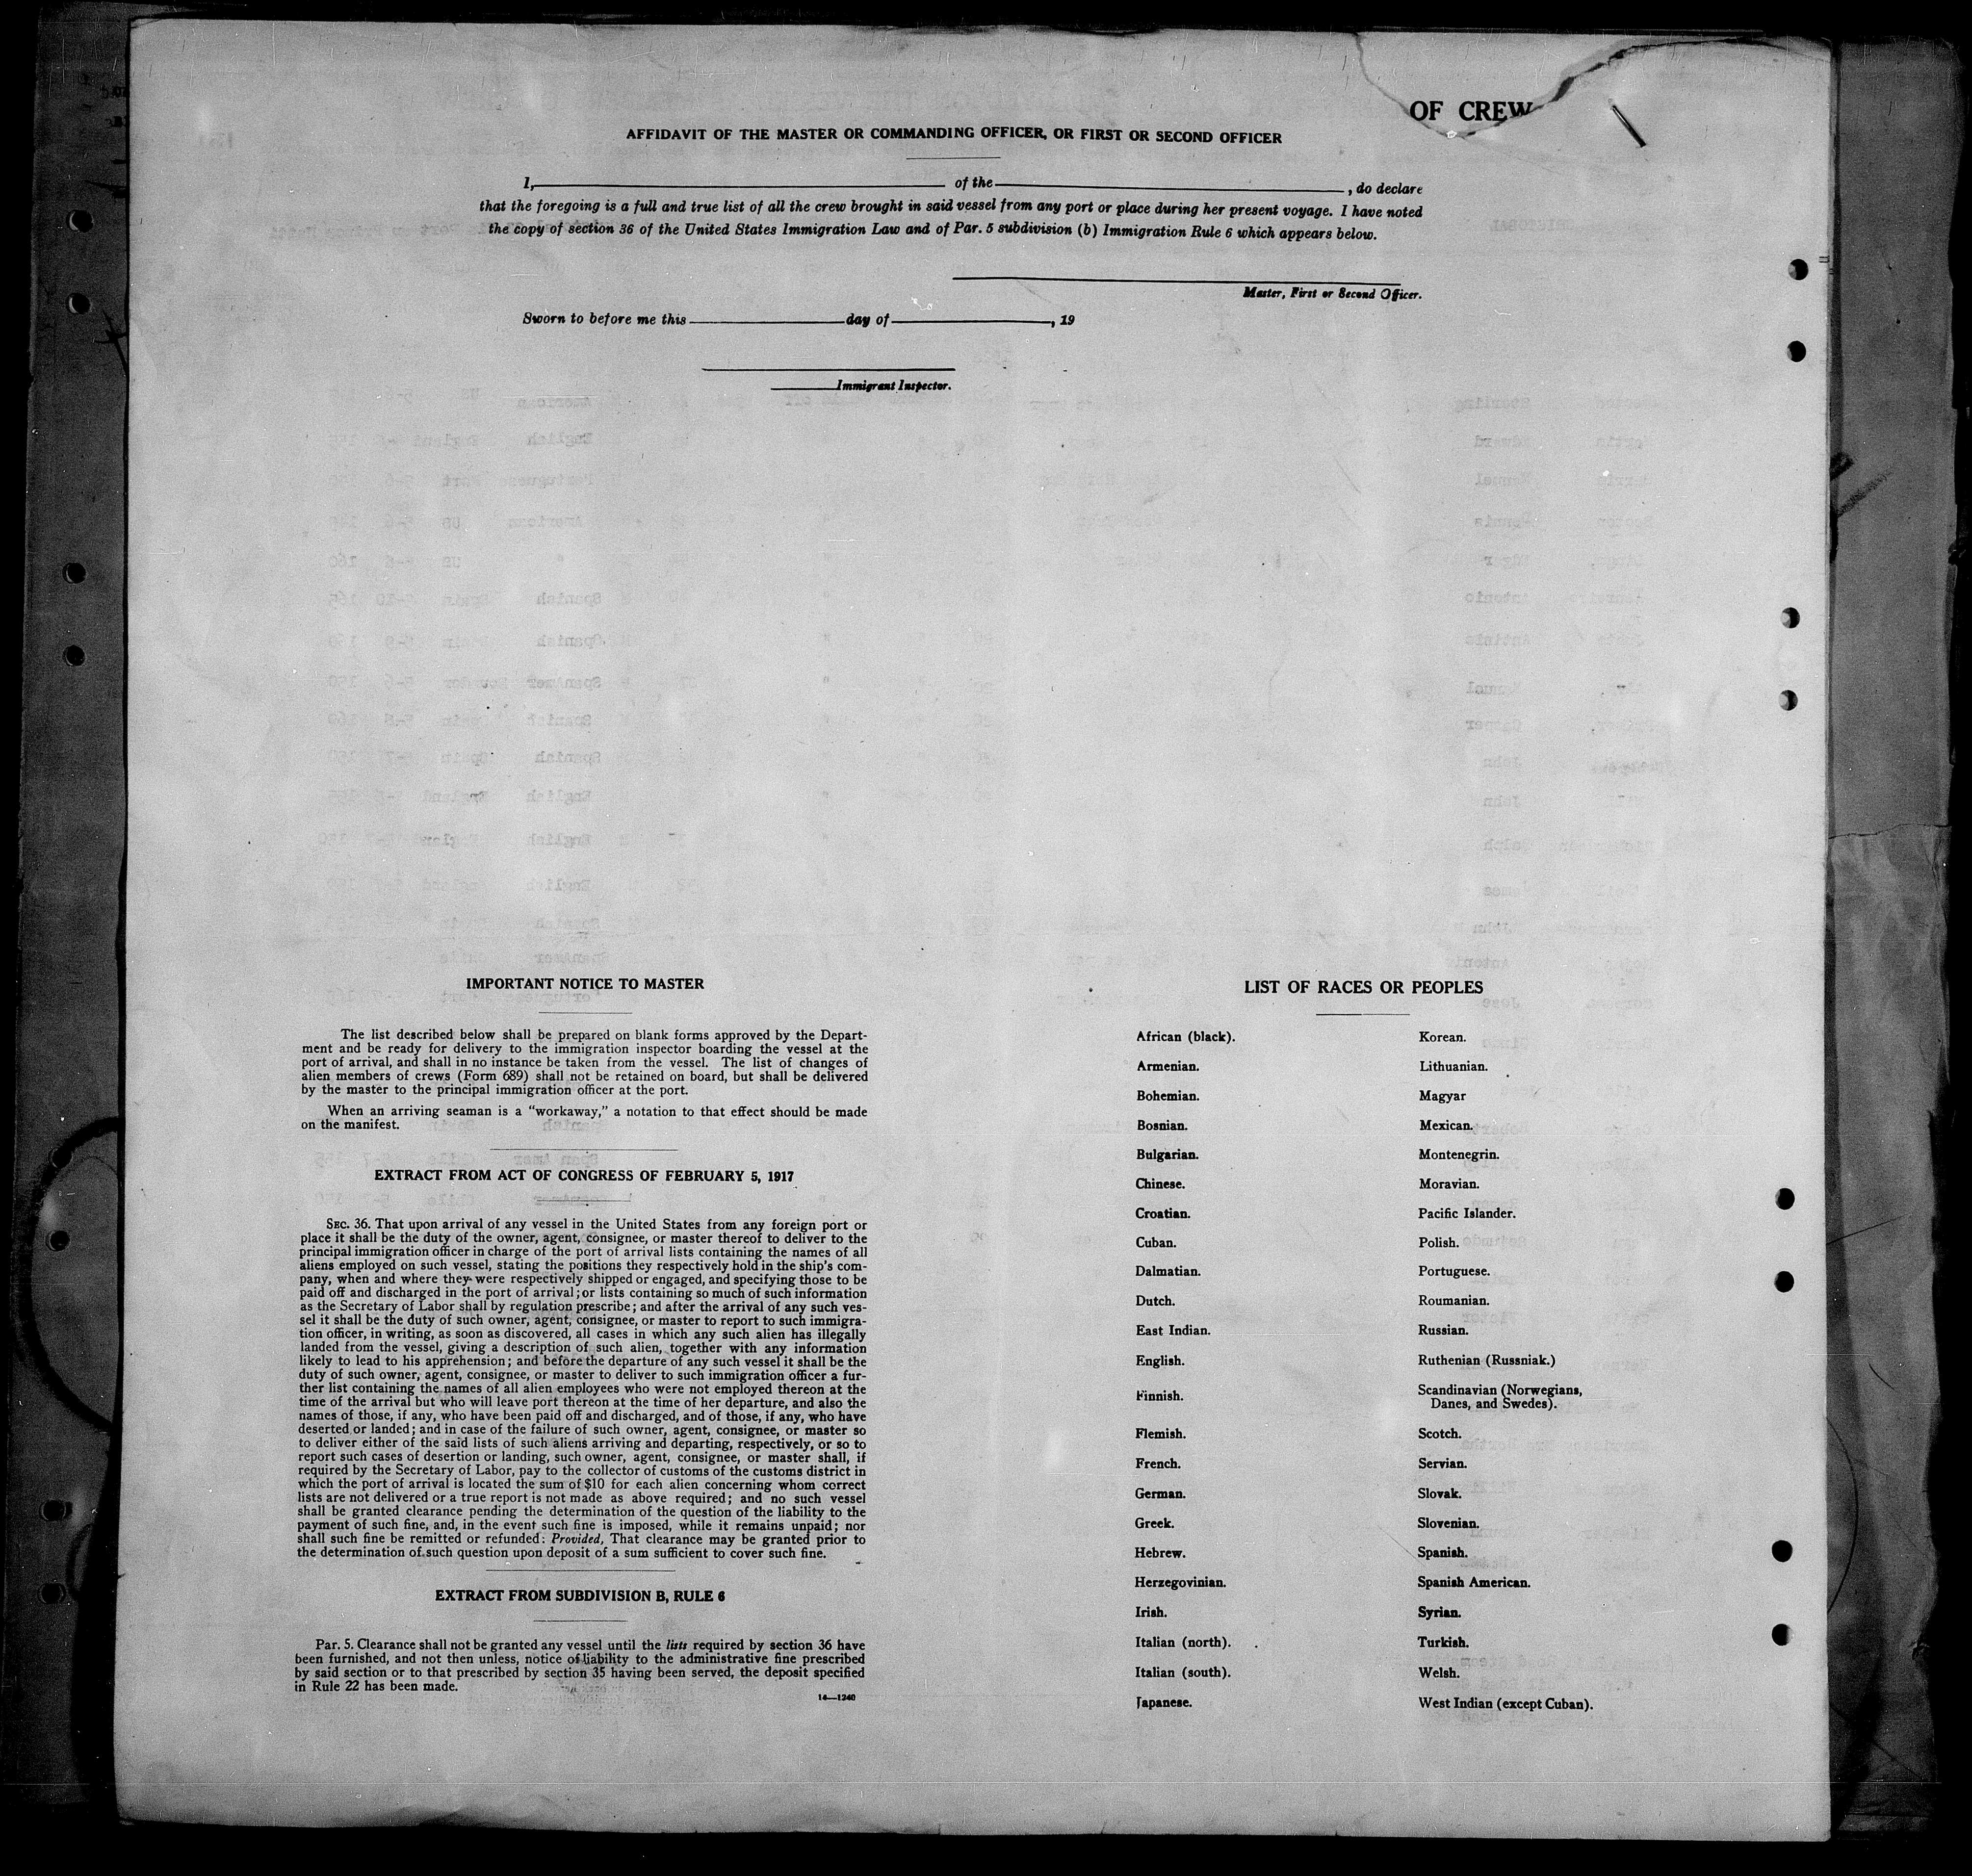 OF CREW
AFFIDAVIT OF THE MASTER OR COMMANDING OFFICER, OR FIRST OR SECOND OFFICER
I, of the , do declare
that the foregoing is a full and true list of all the crew brought in said vessel from any port or place during her present voyage. I have noted
the copy of section 36 of the United States Immigration Law and of Par. 5 subdivision (b) Immigration Rule 6 which appears below.
Master, First or Second Officer.
Sworn to before me this day of , 19
Immigrant Inspector.
IMPORTANT NOTICE TO MASTER
The list described below shall be prepared on blank forms approved by the Depart-
ment and be ready for delivery to the immigration inspector boarding the vessel at the
port of arrival, and shall in no instance be taken from the vessel. The list of changes of
alien members of crews (Form 689) shall not be retained on board, but shall be delivered
by the master to the principal immigration officer at the port.
When an arriving seaman is a "workaway," a notation to that effect should be made
on the manifest.
EXTRACT FROM ACT OF CONGRESS OF FEBRUARY 5, 1917
SEC. 36. That upon arrival of any vessel in the United States from any foreign port or
place it shall be the duty of the owner, agent, consignee, or master thereof to deliver to the
principal immigration officer in charge of the port of arrival lists containing the names of all
aliens employed on such vessel, stating the positions they respectively hold in the ship's com-
pany, when and where they were respectively shipped or engaged, and specifying those to be
paid off and discharged in the port of arrival; or lists containing so much of such information
as the Secretary of Labor shall by regulation prescribe; and after the arrival of any such ves-
sel it shall be the duty of such owner, agent, consignee, or master to report to such immigra-
tion officer, in writing, as soon as discovered, all cases in which any such alien has illegally
landed from the vessel, giving a description of such alien, together with any information
likely to lead to his apprehension; and before the departure of any such vessel it shall be the
duty of such owner, agent, consignee, or master to deliver to such immigration officer a fur-
ther list containing the names of all alien employees who were not employed thereon at the
time of the arrival but who will leave port thereon at the time of her departure, and also the
names of those, if any, who have been paid off and discharged, and of those, if any, who have
deserted or landed; and in case of the failure of such owner, agent, consignee, or master so
to deliver either of the said lists of such aliens arriving and departing, respectively, or so to
report such cases of desertion or landing, such owner, agent, consignee, or master shall, if
required by the Secretary of Labor, pay to the collector of customs of the customs district in
which the port of arrival is located the sum of $10 for each alien concerning whom correct
lists are not delivered or a true report is not made as above required; and no such vessel
shall be granted clearance pending the determination of the question of the liability to the
payment of such fine, and, in the event such fine is imposed, while it remains unpaid; nor
shall such fine be remitted or refunded: Provided, That clearance may be granted prior to
the determination of such question upon deposit of a sum sufficient to cover such fine.
EXTRACT FROM SUBDIVISION B, RULE 6
Par. 5. Clearance shall not be granted any vessel until the lists required by section 36 have
been furnished, and not then unless, notice of liability to the administrative fine prescribed
by said section or to that prescribed by section 35 having been served, the deposit specified
in Rule 22 has been made.
14—1240
LIST OF RACES OR PEOPLES
African (black).
Armenian.
Bohemian.
Bosnian.
Bulgarian.
Chinese.
Croatian.
Cuban.
Dalmatian.
Dutch.
East Indian.
English.
Finnish.
Flemish.
French.
German.
Greek.
Hebrew.
Herzegovinian.
Irish.
Italian (north).
Italian (south).
Japanese.
Korean.
Lithuanian.
Magyar
Mexican.
Montenegrin.
Moravian.
Pacific Islander.
Polish.
Portuguese.
Roumanian.
Russian.
Ruthenian (Russniak.)
Scandinavian (Norwegians,
Danes, and Swedes).
Scotch.
Servian.
Slovak.
Slovenian.
Spanish.
Spanish American.
Syrian.
Turkish.
Welsh.
West Indian (except Cuban).